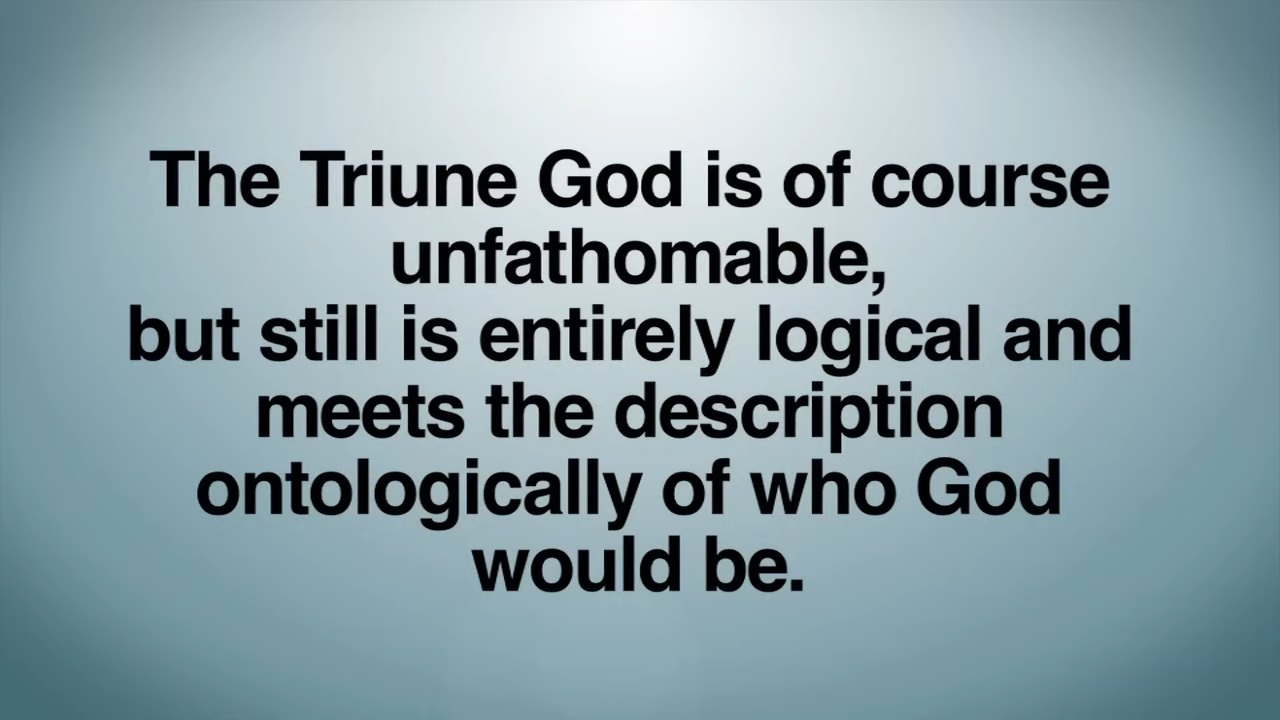 The Triune God is of course
unfathomable,
but still is entirely logical and
meets the description
ontologically of who God
would be.